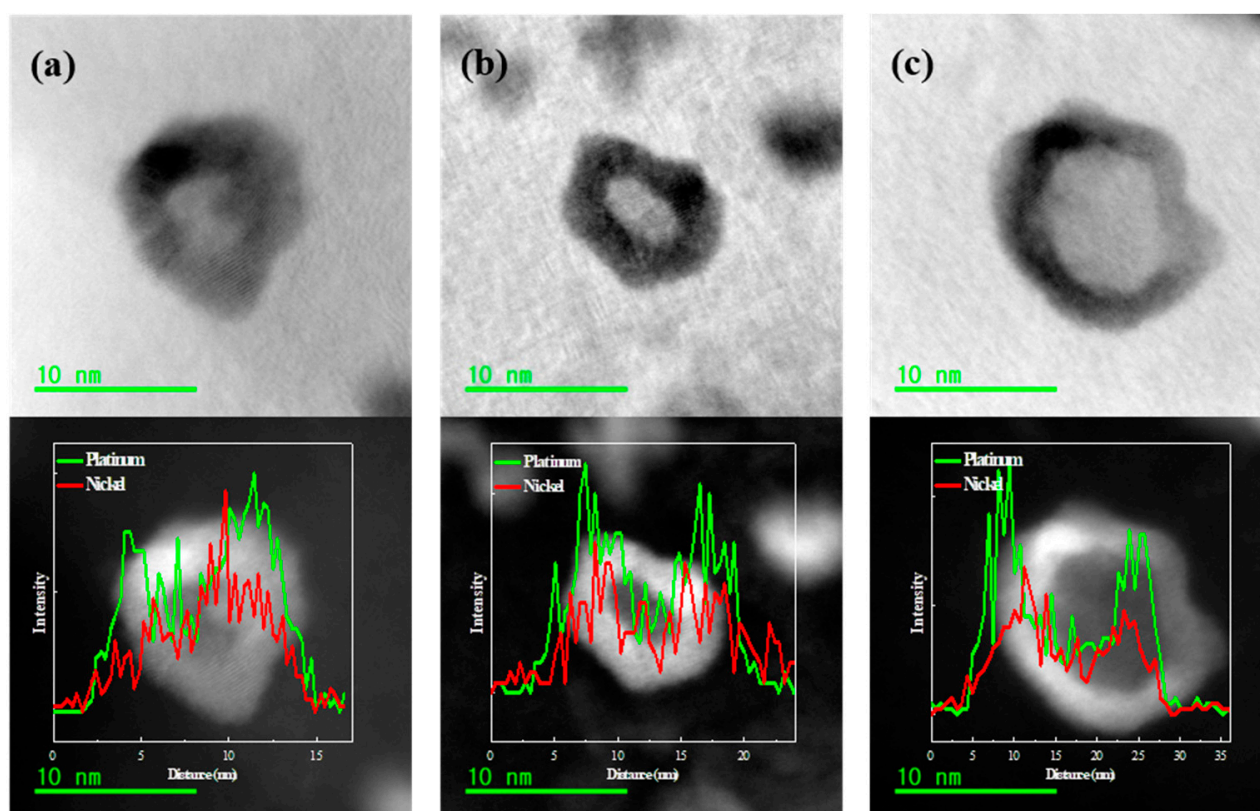 (a)
(b)
(c)
10 nm
10 nm
10 nm
Platinum
Nickel
Intensity
0 5 10 15
Distance (nm)
10 nm
Platinum
Nickel
Intensity
0 5 10 15 20
Distance (nm)
10 nm
Platinum
Nickel
Intensity
0 5 10 15 20 25 30 35
Distance (nm)
10 nm